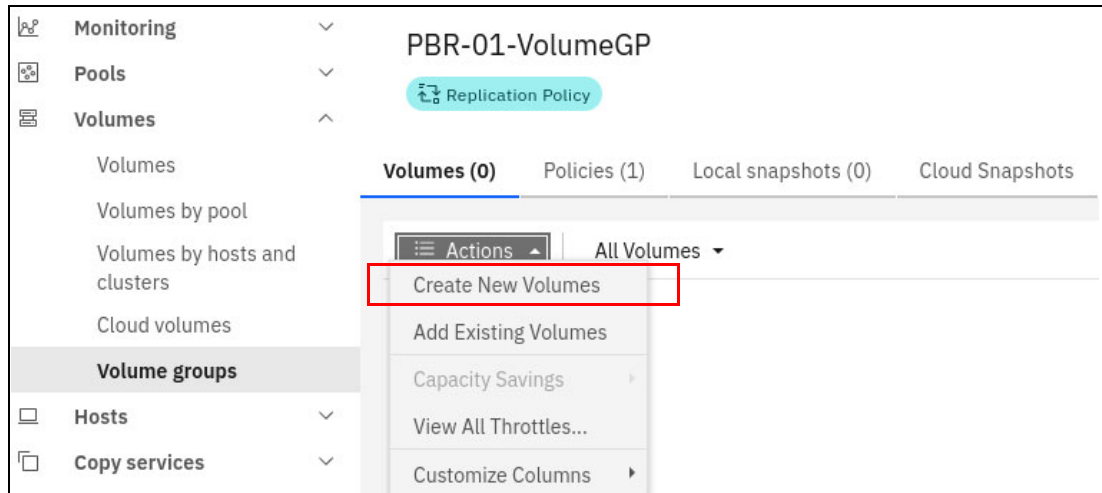 Monitoring
Pools
Volumes
Volumes
Volumes by pool
Volumes by hosts and
clusters
Cloud volumes
Volume groups
Hosts
Copy services
PBR-01-VolumeGP
Replication Policy
Volumes (0) Policies (1) Local snapshots (0) Cloud Snapshots
Actions All Volumes
Create New Volumes
Add Existing Volumes
Capacity Savings
View All Throttles...
Customize Columns